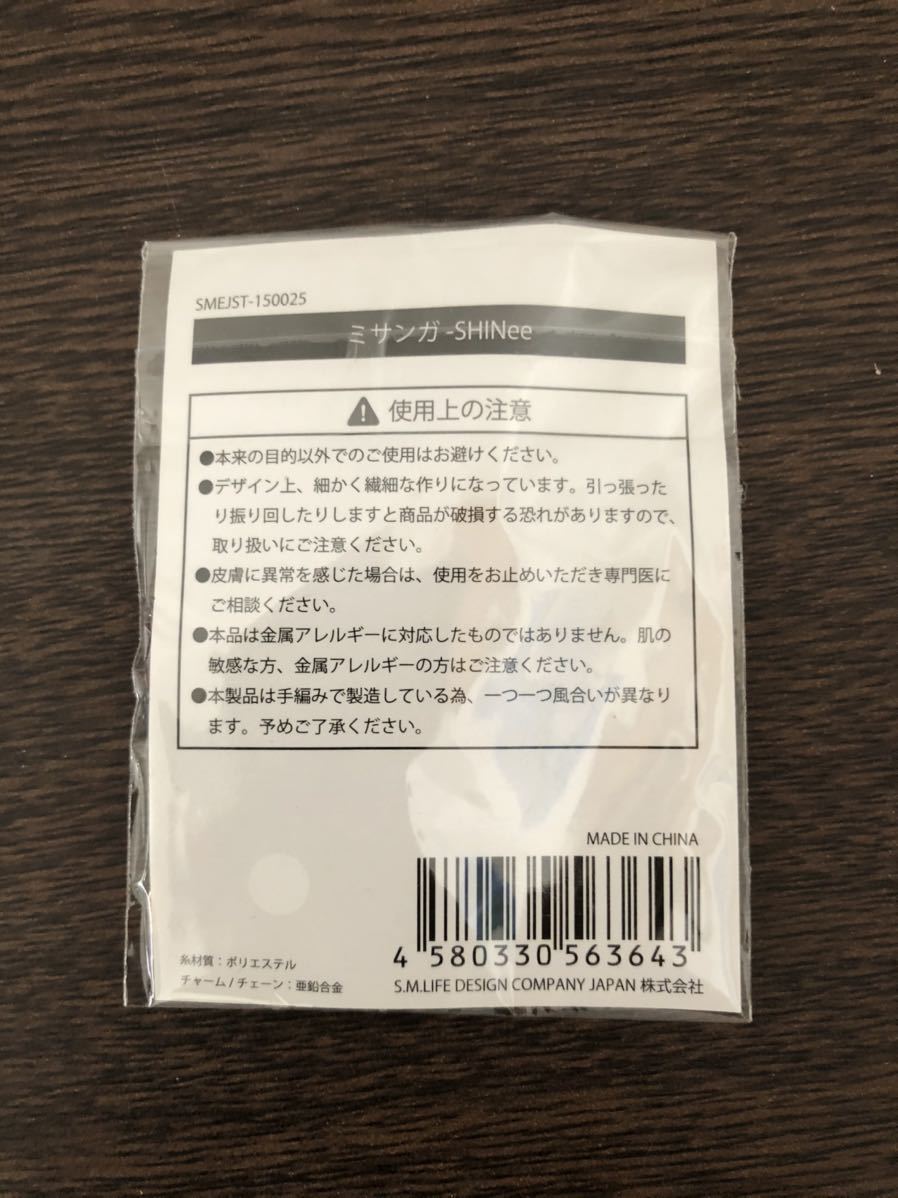 SMEJST-150025
ミサンガ -SHINee
使用上の注意
●本来の目的以外でのご使用はお避けください。
●デザイン上、細かく繊細な作りになっています。引っ張った
り振り回したりしますと商品が破損する恐れがありますので、
取り扱いにご注意ください。
●皮膚に異常を感じた場合は、使用をお止めいただき専門医に
ご相談ください。
●本品は金属アレルギーに対応したものではありません。肌の
敏感な方、金属アレルギーの方はご注意ください。
●本製品は手編みで製造している為、一つ一つ風合いが異なり
ます。予めご了承ください。
MADE IN CHINA
4 580330 563643
糸材質：ポリエステル
チャーム / チェーン：亜鉛合金
S.M.LIFE DESIGN COMPANY JAPAN 株式会社